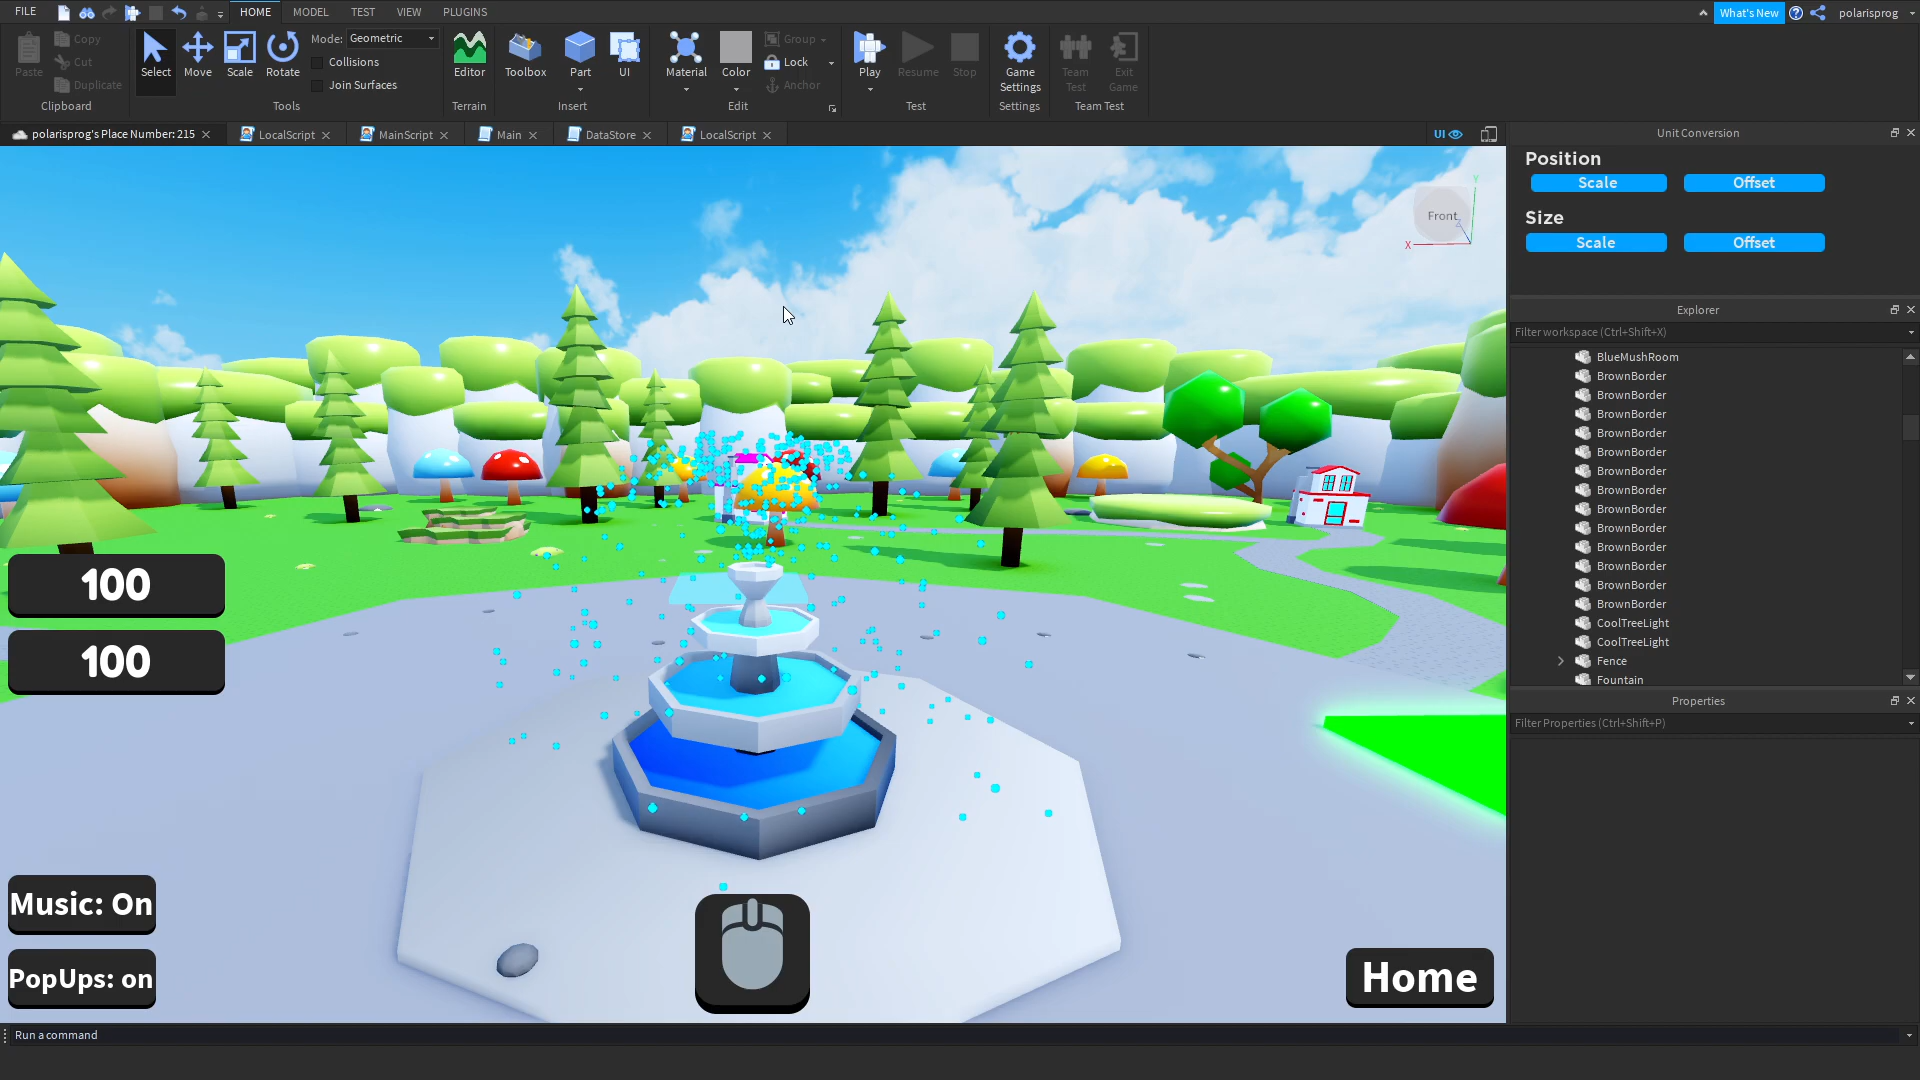 FILE
HOME
MODEL
TEST
VIEW
PLUGINS
What's New
polarisprog
Paste
Copy
Cut
Duplicate
Clipboard
Select
Move
Scale
Rotate
Mode: Geometric
Collisions
Join Surfaces
Tools
Editor
Terrain
Toolbox
Part
UI
Insert
Material
Color
Group
Lock
Anchor
Edit
Play
Resume
Stop
Test
Game
Settings
Settings
Team
Test
Exit
Game
Team Test
polarisprog's Place Number: 215
LocalScript
MainScript
Main
DataStore
LocalScript
UI
Unit Conversion
Position
Scale
Offset
Size
Scale
Offset
Front
Y
X
Z
Explorer
Filter workspace (Ctrl+Shift+X)
BlueMushRoom
BrownBorder
BrownBorder
BrownBorder
BrownBorder
BrownBorder
BrownBorder
BrownBorder
BrownBorder
BrownBorder
BrownBorder
BrownBorder
BrownBorder
BrownBorder
CoolTreeLight
CoolTreeLight
Fence
Fountain
Properties
Filter Properties (Ctrl+Shift+P)
100
100
Music: On
PopUps: on
Home
Run a command